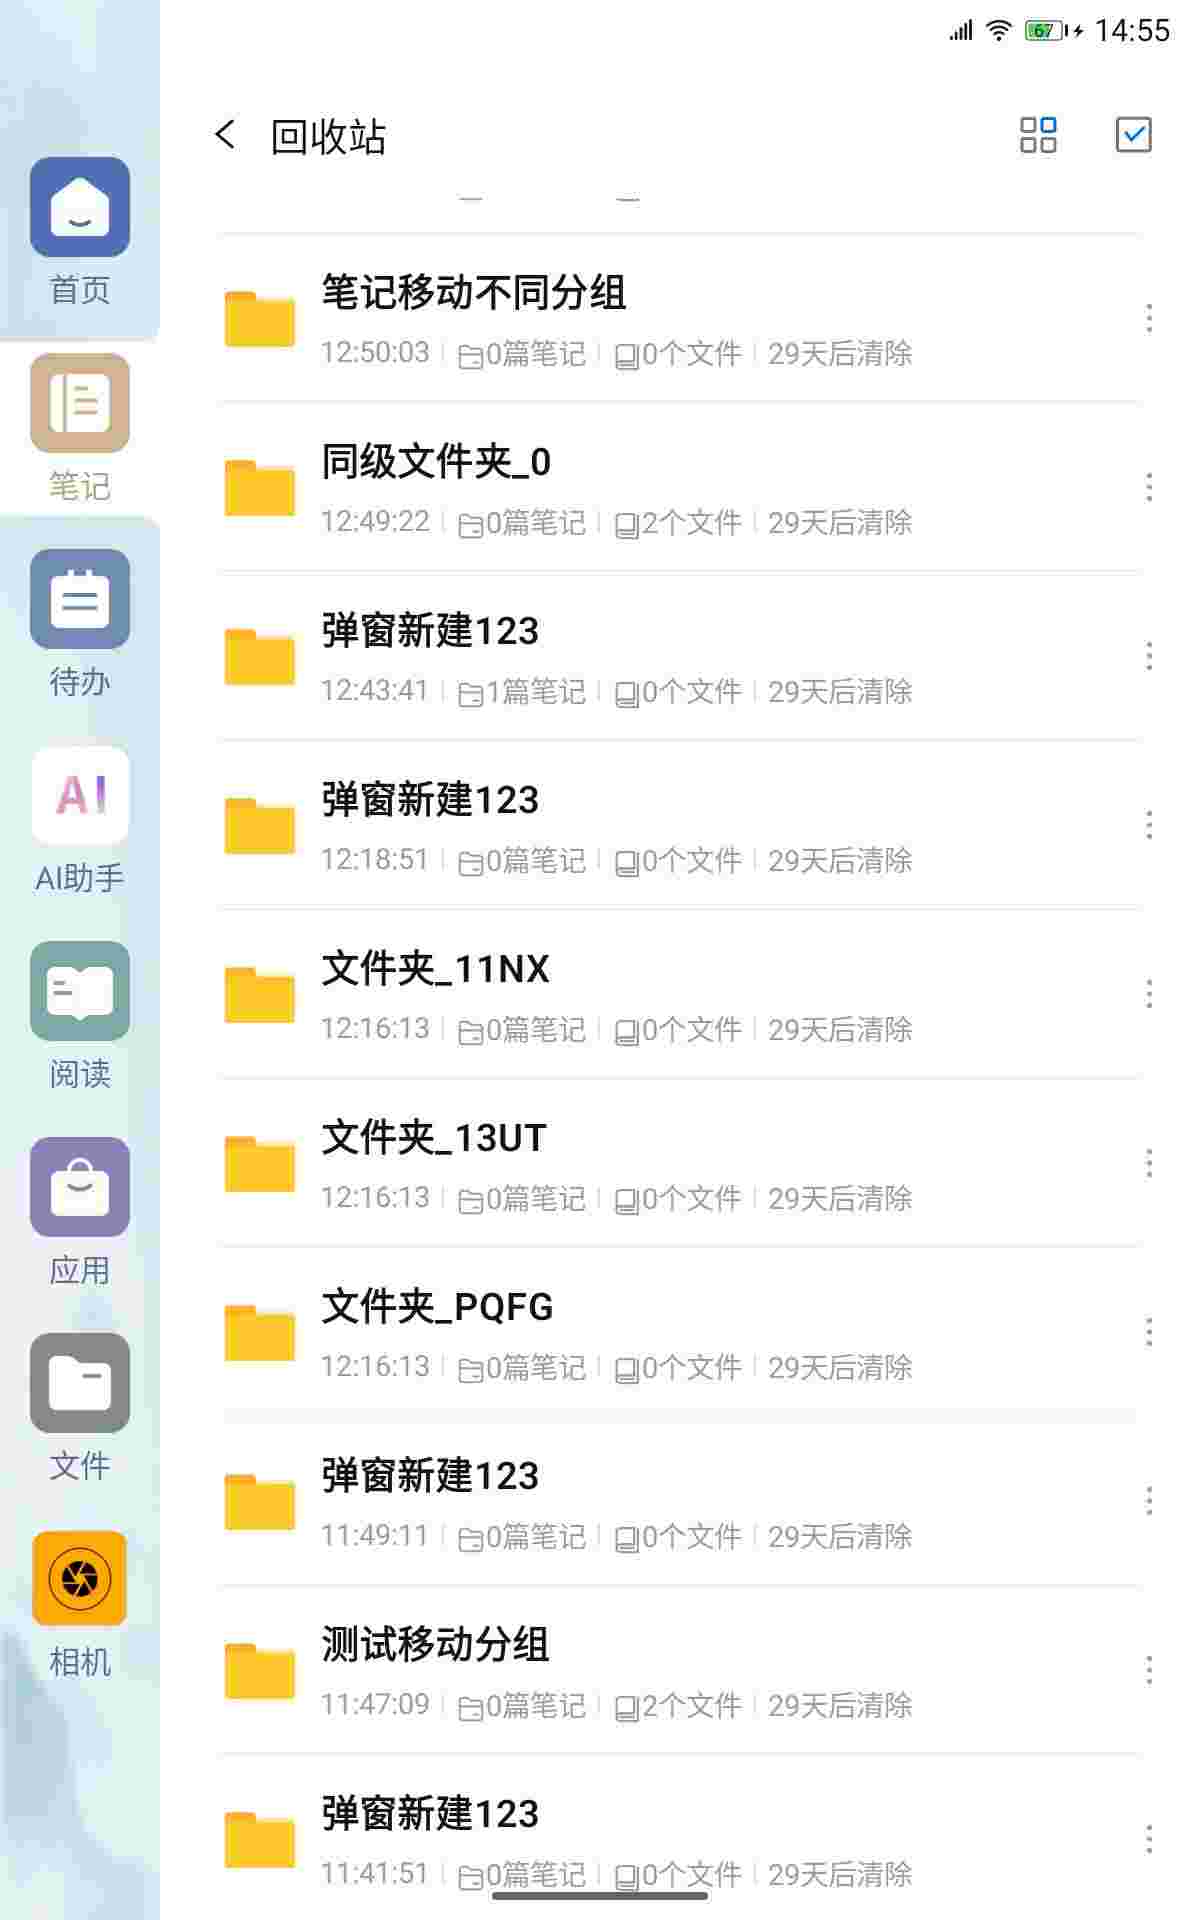 67 14:55
回收站
首页
笔记
待办
AI
AI助手
阅读
应用
文件
相机
笔记移动不同分组
12:50:03 0篇笔记 0个文件 29天后清除
同级文件夹_0
12:49:22 0篇笔记 2个文件 29天后清除
弹窗新建123
12:43:41 1篇笔记 0个文件 29天后清除
弹窗新建123
12:18:51 0篇笔记 0个文件 29天后清除
文件夹_11NX
12:16:13 0篇笔记 0个文件 29天后清除
文件夹_13UT
12:16:13 0篇笔记 0个文件 29天后清除
文件夹_PQFG
12:16:13 0篇笔记 0个文件 29天后清除
弹窗新建123
11:49:11 0篇笔记 0个文件 29天后清除
测试移动分组
11:47:09 0篇笔记 2个文件 29天后清除
弹窗新建123
11:41:51 0篇笔记 0个文件 29天后清除